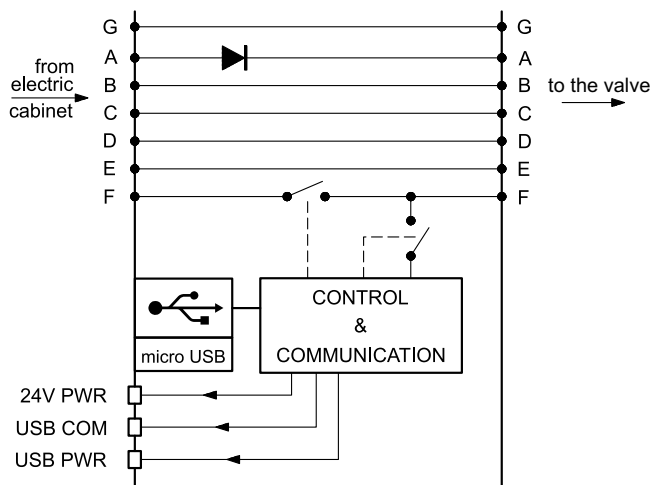 G G
A A
from
electric
cabinet
B B
to the valve
C C
D D
E E
F F
CONTROL
&
COMMUNICATION
micro USB
24V PWR
USB COM
USB PWR